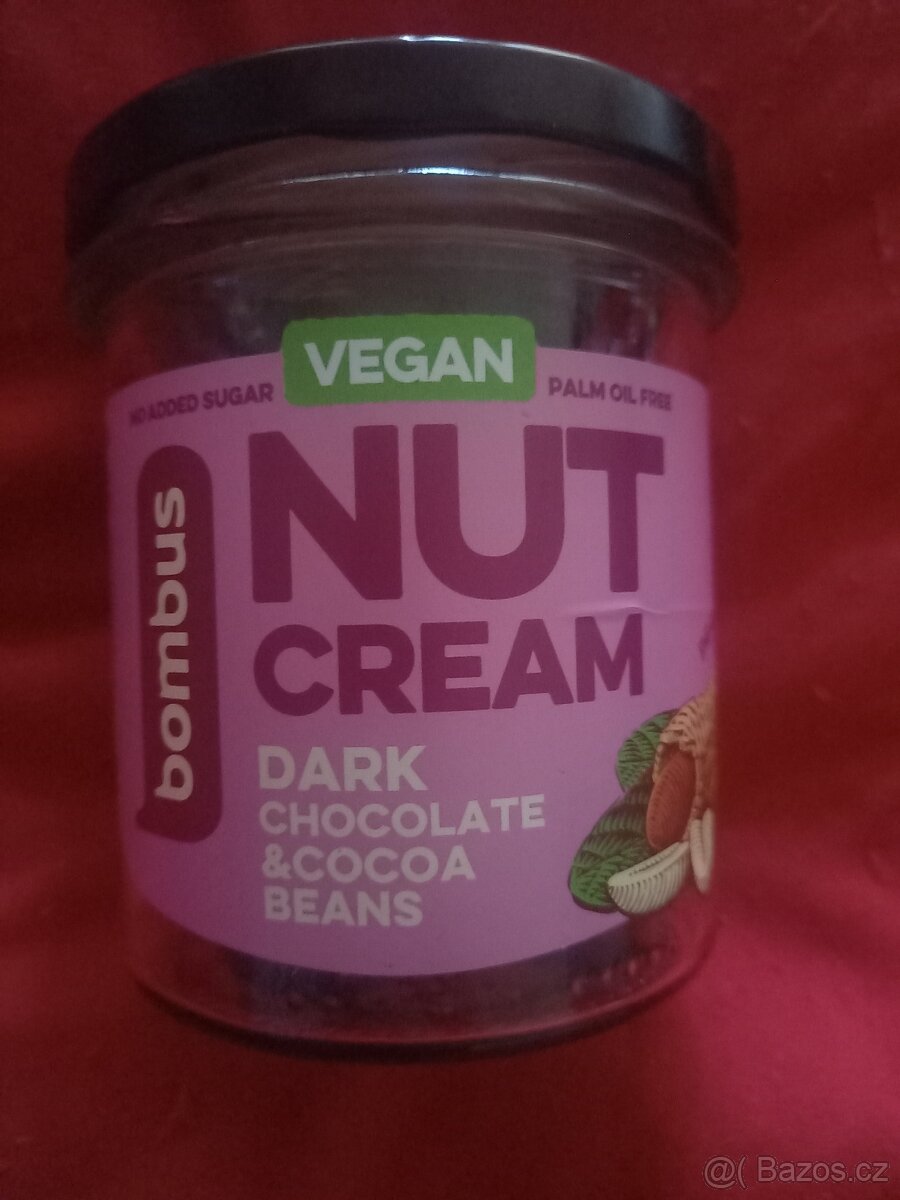 VEGAN
NO ADDED SUGAR
PALM OIL FREE
bombus
NUT
CREAM
DARK
CHOCOLATE
&COCOA
BEANS
@( Bazos.cz